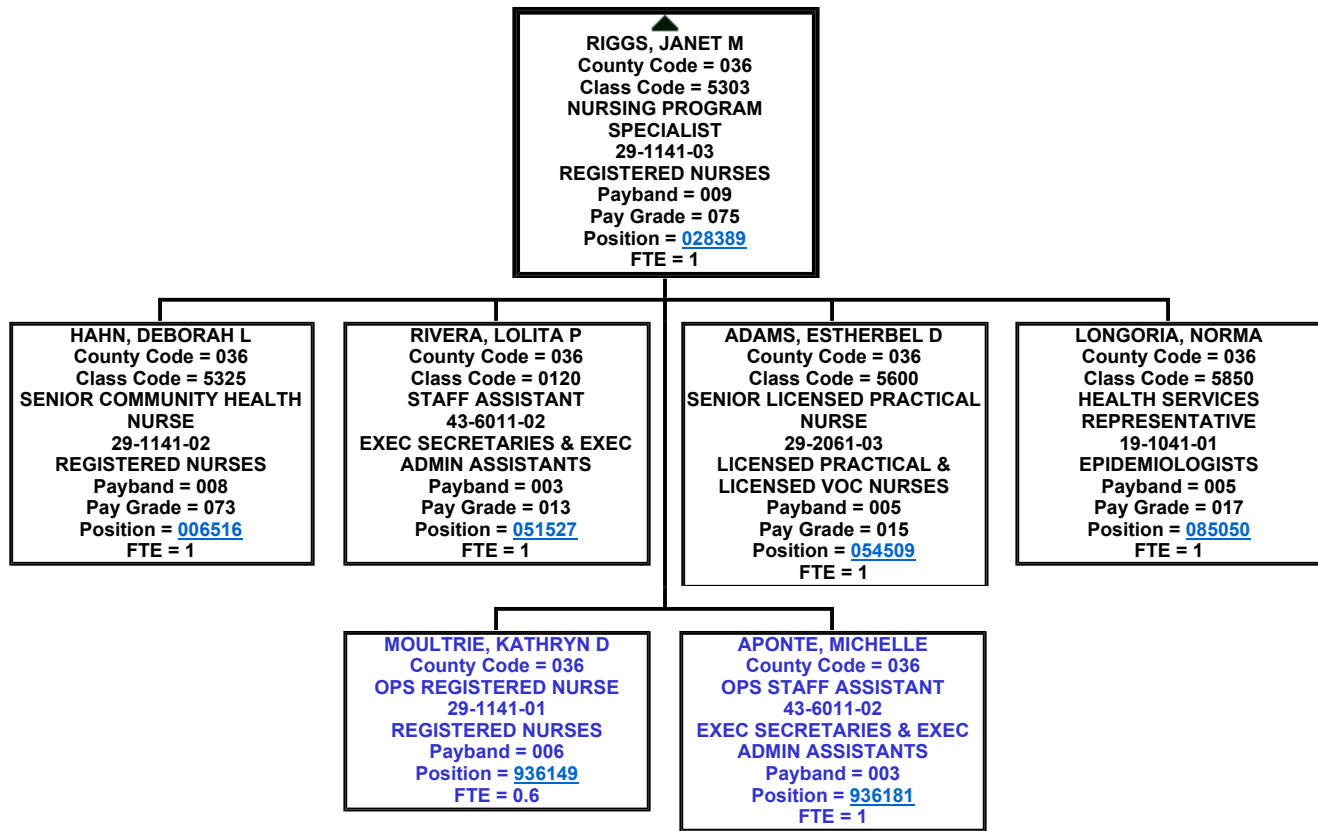 RIGGS, JANET M
County Code = 036
Class Code = 5303
NURSING PROGRAM
SPECIALIST
29-1141-03
REGISTERED NURSES
Payband = 009
Pay Grade = 075
Position = 028389
FTE = 1
HAHN, DEBORAH L
County Code = 036
Class Code = 5325
SENIOR COMMUNITY HEALTH
NURSE
29-1141-02
REGISTERED NURSES
Payband = 008
Pay Grade = 073
Position = 006516
FTE = 1
RIVERA, LOLITA P
County Code = 036
Class Code = 0120
STAFF ASSISTANT
43-6011-02
EXEC SECRETARIES & EXEC
ADMIN ASSISTANTS
Payband = 003
Pay Grade = 013
Position = 051527
FTE = 1
ADAMS, ESTHERBEL D
County Code = 036
Class Code = 5600
SENIOR LICENSED PRACTICAL
NURSE
29-2061-03
LICENSED PRACTICAL &
LICENSED VOC NURSES
Payband = 005
Pay Grade = 015
Position = 054509
FTE = 1
LONGORIA, NORMA
County Code = 036
Class Code = 5850
HEALTH SERVICES
REPRESENTATIVE
19-1041-01
EPIDEMIOLOGISTS
Payband = 005
Pay Grade = 017
Position = 085050
FTE = 1
MOULTRIE, KATHRYN D
County Code = 036
OPS REGISTERED NURSE
29-1141-01
REGISTERED NURSES
Payband = 006
Position = 936149
FTE = 0.6
APONTE, MICHELLE
County Code = 036
OPS STAFF ASSISTANT
43-6011-02
EXEC SECRETARIES & EXEC
ADMIN ASSISTANTS
Payband = 003
Position = 936181
FTE = 1